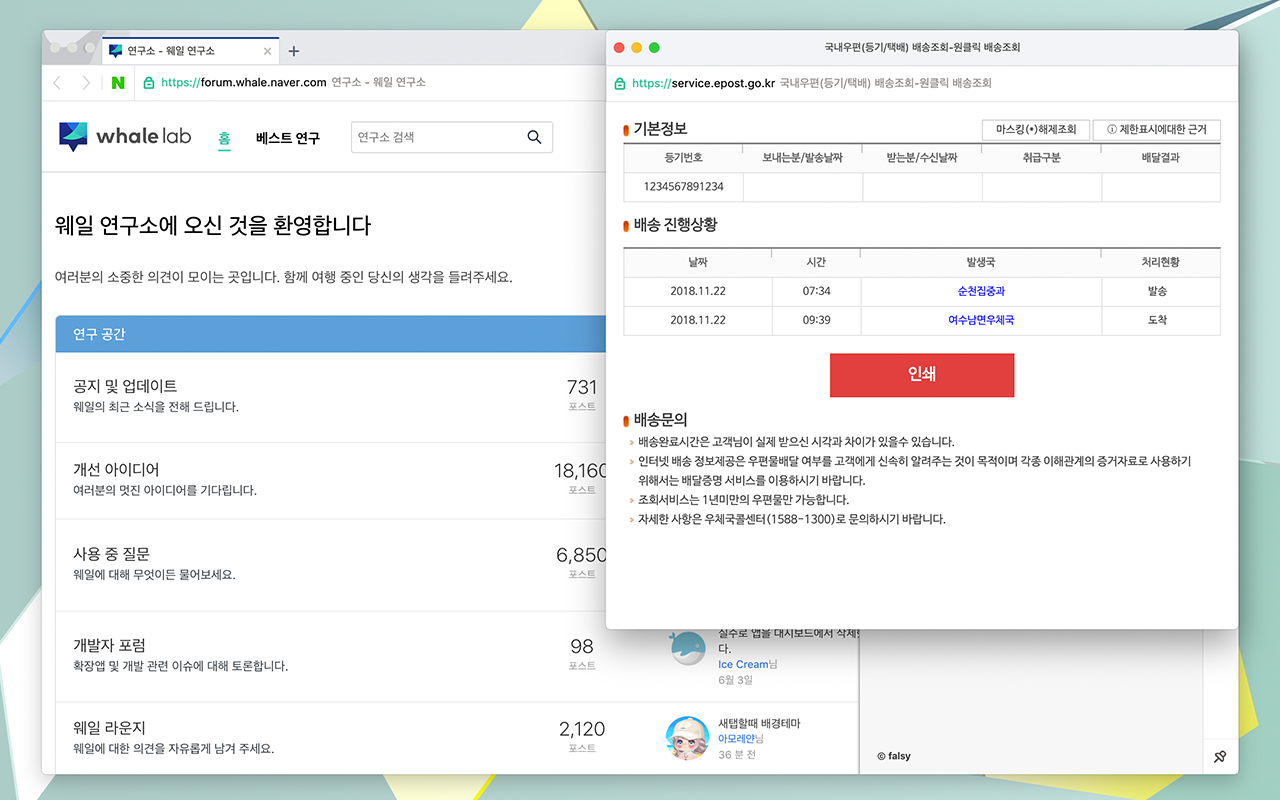 연구소 - 웨일 연구소
https://forum.whale.naver.com 연구소 - 웨일 연구소
whale lab
홈
베스트 연구
연구소 검색
웨일 연구소에 오신 것을 환영합니다
여러분의 소중한 의견이 모이는 곳입니다. 함께 여행 중인 당신의 생각을 들려주세요.
연구 공간
공지 및 업데이트
웨일의 최근 소식을 전해 드립니다.
731
포스트
개선 아이디어
여러분의 멋진 아이디어를 기다립니다.
18,160
포스트
사용 중 질문
웨일에 대해 무엇이든 물어보세요.
6,850
포스트
개발자 포럼
확장앱 및 개발 관련 이슈에 대해 토론합니다.
98
포스트
실수로 앱을 대시보드에서 삭제
다.
Ice Cream님
6월 3일
웨일 라운지
웨일에 대한 의견을 자유롭게 남겨 주세요.
2,120
포스트
새탭할때 배경테마
아모레얀님
36 분 전
© falsy
국내우편(등기/택배) 배송조회-원클릭 배송조회
https://service.epost.go.kr 국내우편(등기/택배) 배송조회-원클릭 배송조회
기본정보
마스킹(*)해제조회
제한표시에대한 근거
등기번호 보내는분/발송날짜 받는분/수신날짜 취급구분 배달결과
1234567891234
배송 진행상황
날짜 시간 발생국 처리현황
2018.11.22 07:34 순천집중과 발송
2018.11.22 09:39 여수남면우체국 도착
인쇄
배송문의
» 배송완료시간은 고객님이 실제 받으신 시각과 차이가 있을수 있습니다.
» 인터넷 배송 정보제공은 우편물배달 여부를 고객에게 신속히 알려주는 것이 목적이며 각종 이해관계의 증거자료로 사용하기
위해서는 배달증명 서비스를 이용하시기 바랍니다.
» 조회서비스는 1년미만의 우편물만 가능합니다.
» 자세한 사항은 우체국콜센터(1588-1300)로 문의하시기 바랍니다.